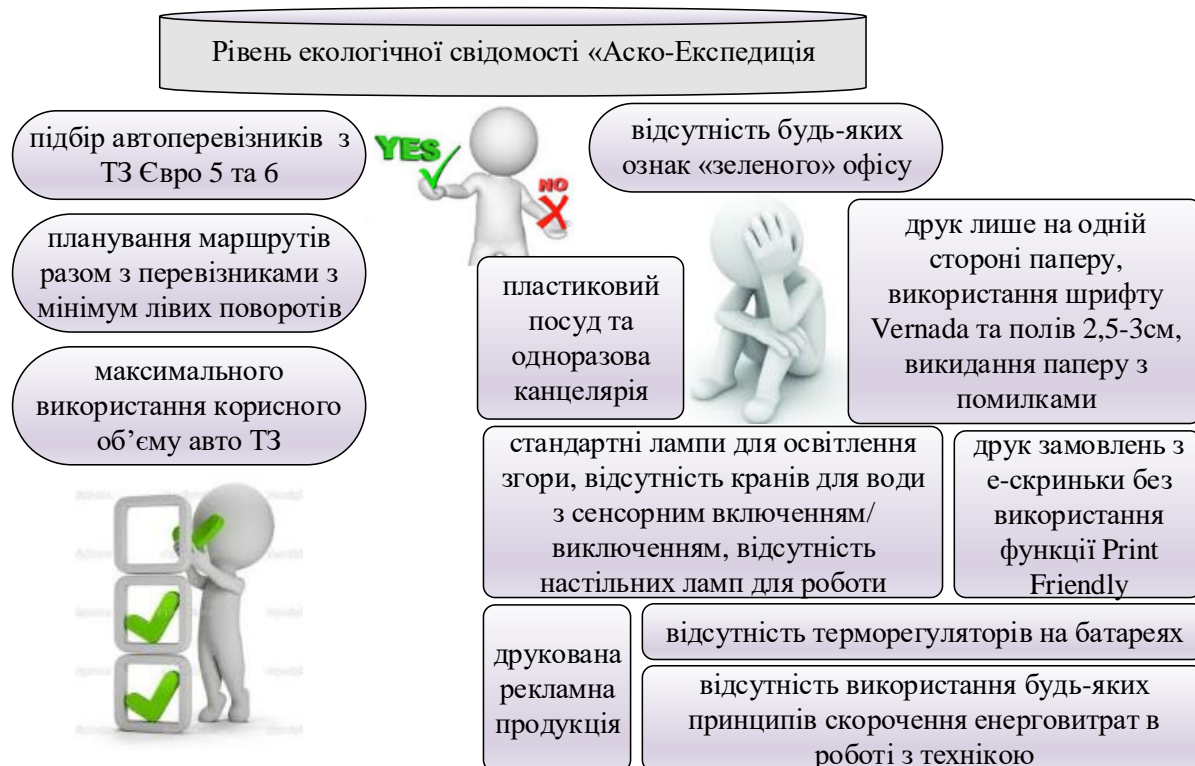 Рівень екологічної свідомості «Аско-Експедиція
підбір автоперевізників з
ТЗ Євро 5 та 6
планування маршрутів
разом з перевізниками з
мінімум лівих поворотів
максимального
використання корисного
об’єму авто ТЗ
YES
NO
відсутність будь-яких
ознак «зеленого» офісу
пластиковий
посуд та
одноразова
канцелярія
друк лише на одній
стороні паперу,
використання шрифту
Vernada та полів 2,5-3см,
викидання паперу з
помилками
стандартні лампи для освітлення
згори, відсутність кранів для води
з сенсорним включенням/
виключенням, відсутність
настільних ламп для роботи
друк замовлень з
е-скриньки без
використання
функції Print
Friendly
друкована
рекламна
продукція
відсутність терморегуляторів на батареях
відсутність використання будь-яких
принципів скорочення енерговитрат в
роботі з технікою